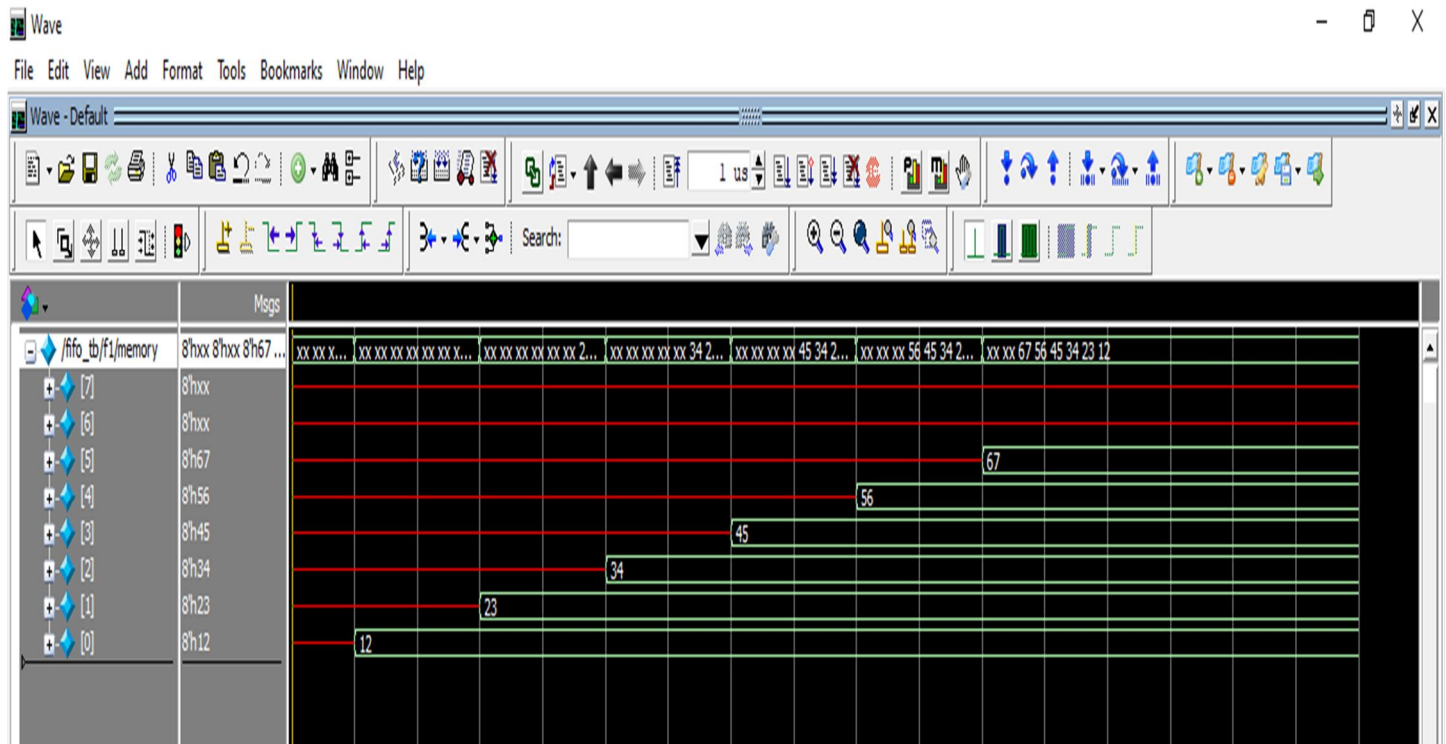 Wave
File Edit View Add Format Tools Bookmarks Window Help
Wave - Default
1 us
Search:
Msgs
/fifo_tb/f1/memory 8'hxx 8'hxx 8'h67 ... xx xx x... xx xx xx xx xx xx x... xx xx xx xx xx xx 2... xx xx xx xx xx 34 2... xx xx xx xx 45 34 2... xx xx xx 56 45 34 2... xx xx 67 56 45 34 23 12
[7] 8'hxx
[6] 8'hxx
[5] 8'h67 67
[4] 8'h56 56
[3] 8'h45 45
[2] 8'h34 34
[1] 8'h23 23
[0] 8'h12 12